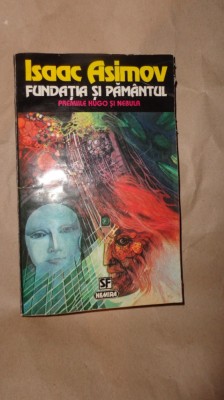 Isaac Asimov
FUNDAȚIA ȘI PĂMÂNTUL
PREMIILE HUGO ȘI NEBULA
SF
NEMIRA